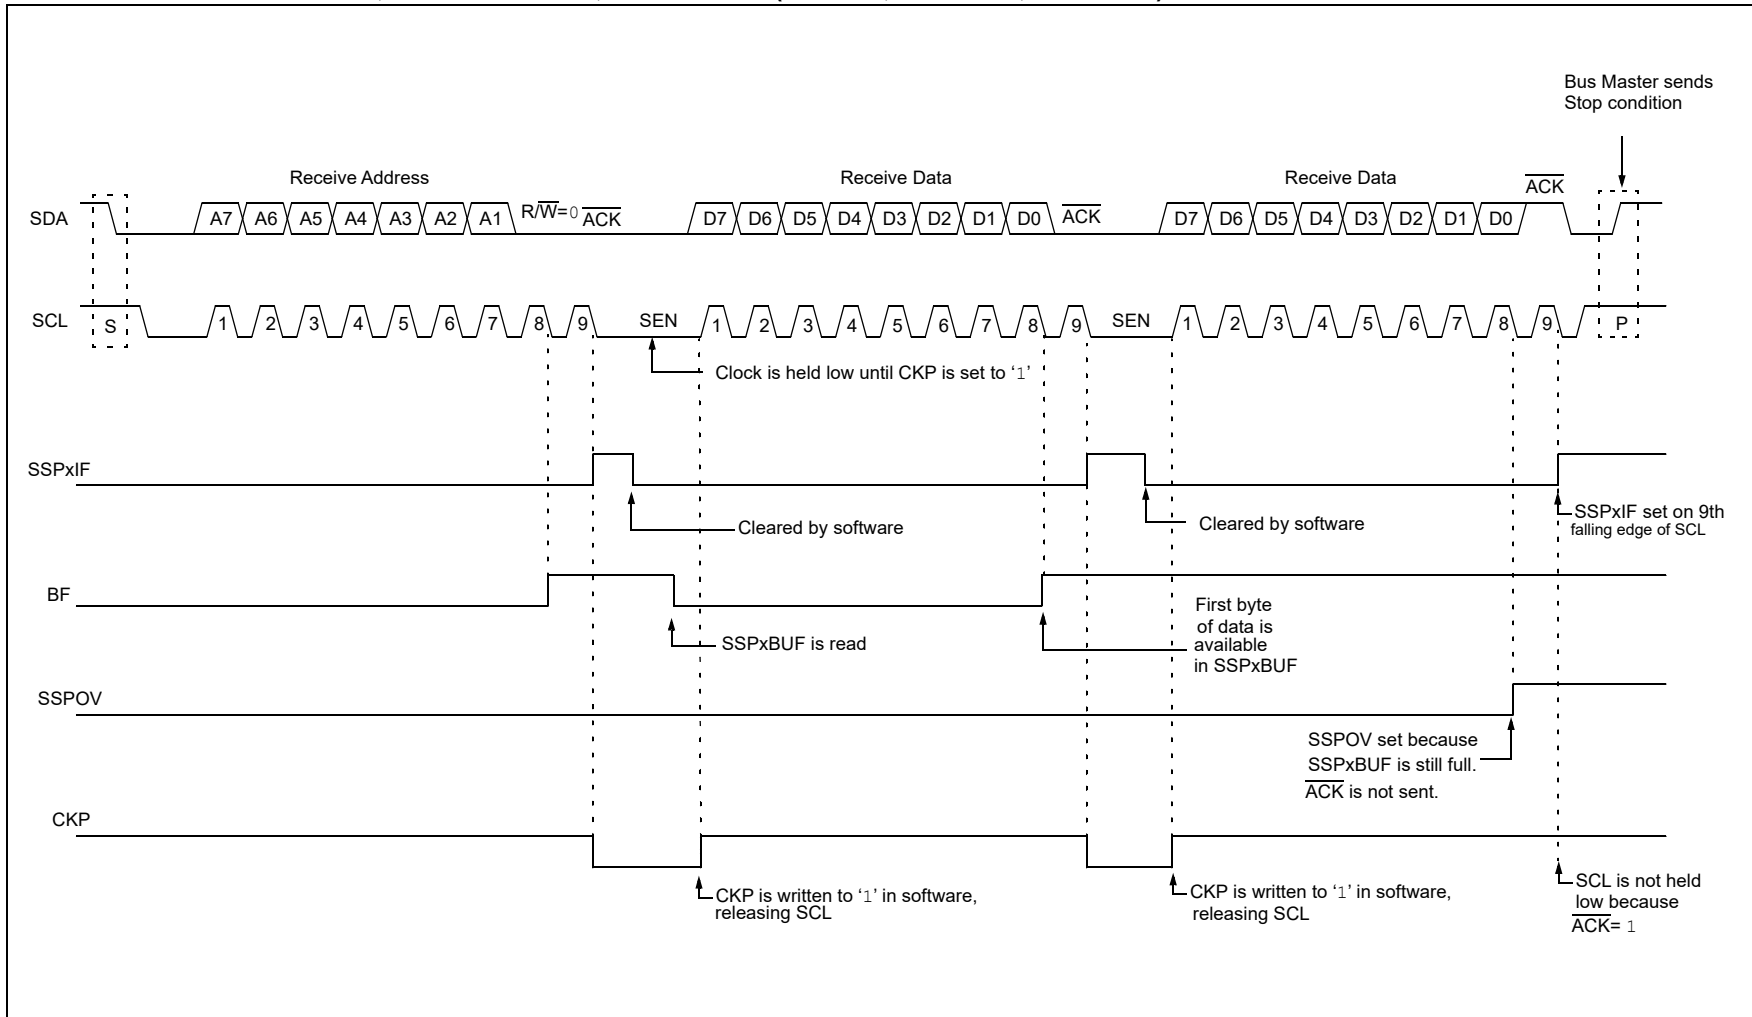 Bus Master sends
Stop condition
Receive Address
Receive Data
Receive Data
ACK
SDA
A7 A6 A5 A4 A3 A2 A1 R/W=0 ACK
D7 D6 D5 D4 D3 D2 D1 D0 ACK
D7 D6 D5 D4 D3 D2 D1 D0
SCL
S
1 2 3 4 5 6 7 8 9 SEN
1 2 3 4 5 6 7 8 9 SEN
1 2 3 4 5 6 7 8 9
P
Clock is held low until CKP is set to ‘1’
SSPxIF
Cleared by software
Cleared by software
SSPxIF set on 9th
falling edge of SCL
BF
SSPxBUF is read
First byte
of data is
available
in SSPxBUF
SSPOV
SSPOV set because
SSPxBUF is still full.
ACK is not sent.
CKP
CKP is written to ‘1’ in software,
releasing SCL
CKP is written to ‘1’ in software,
releasing SCL
SCL is not held
low because
ACK= 1